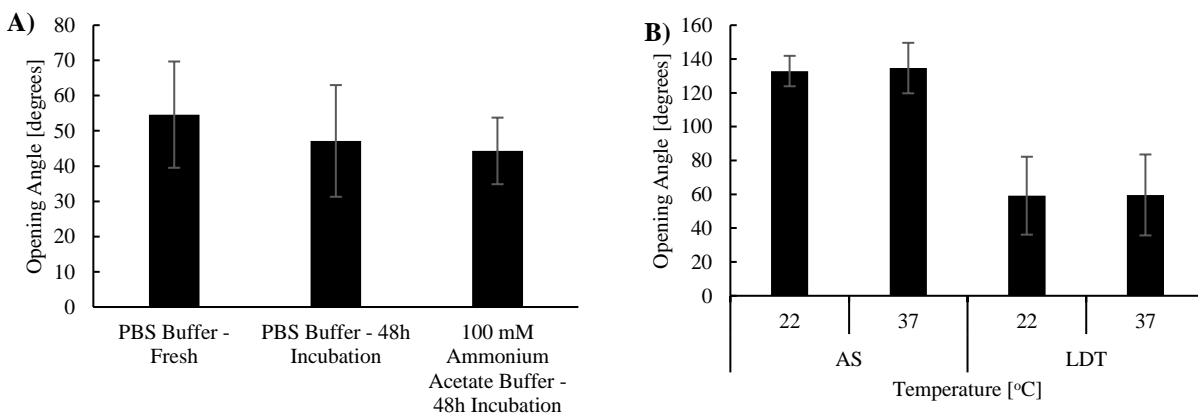 A)
80
70
60
50
40
30
20
10
0
Opening Angle [degrees]
PBS Buffer -
Fresh
PBS Buffer - 48h
Incubation
100 mM
Ammonium
Acetate Buffer -
48h Incubation
B)
160
140
120
100
80
60
40
20
0
Opening Angle [degrees]
22
37
22
37
AS
LDT
Temperature [ᵒC]